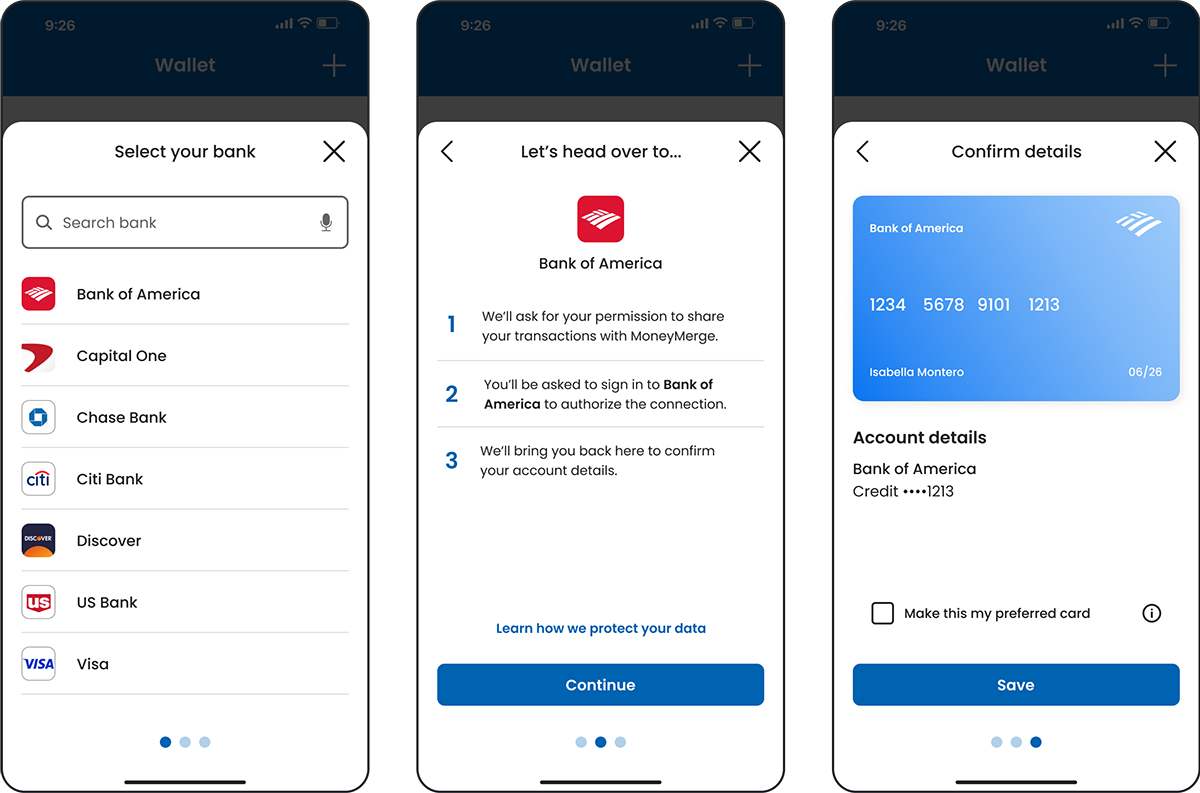 9:26
Wallet
Select your bank
Search bank
Bank of America
Capital One
Chase Bank
citi
Citi Bank
DISCOVER
Discover
US
US Bank
VISA
Visa
9:26
Wallet
Let’s head over to...
Bank of America
1
We’ll ask for your permission to share
your transactions with MoneyMerge.
2
You’ll be asked to sign in to Bank of
America to authorize the connection.
3
We’ll bring you back here to confirm
your account details.
Learn how we protect your data
Continue
9:26
Wallet
Confirm details
Bank of America
1234 5678 9101 1213
Isabella Montero 06/26
Account details
Bank of America
Credit ••••1213
Make this my preferred card
Save